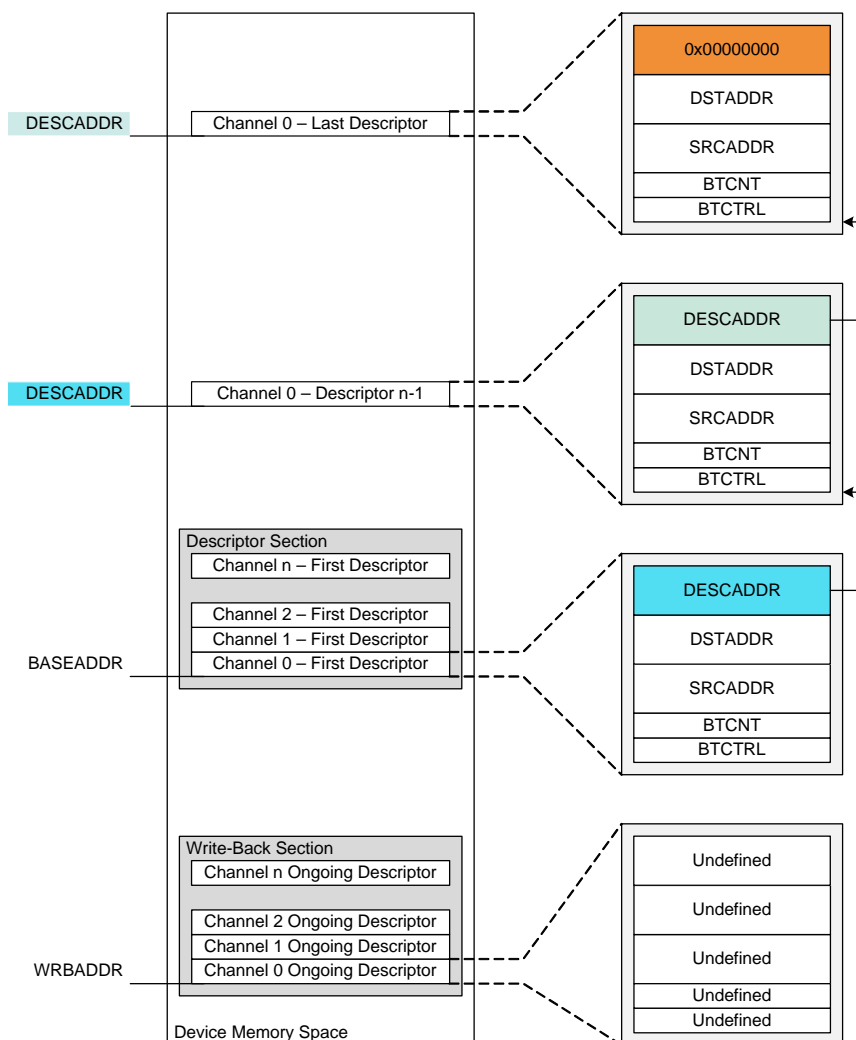 0x00000000
DSTADDR
DESCADDR
Channel 0 – Last Descriptor
SRCADDR
BTCNT
BTCTRL
DESCADDR
DSTADDR
DESCADDR
Channel 0 – Descriptor n-1
SRCADDR
BTCNT
BTCTRL
Descriptor Section
Channel n – First Descriptor
Channel 2 – First Descriptor
Channel 1 – First Descriptor
BASEADDR
Channel 0 – First Descriptor
DESCADDR
DSTADDR
SRCADDR
BTCNT
BTCTRL
Write-Back Section
Channel n Ongoing Descriptor
Channel 2 Ongoing Descriptor
Channel 1 Ongoing Descriptor
WRBADDR
Channel 0 Ongoing Descriptor
Undefined
Undefined
Undefined
Undefined
Undefined
Device Memory Space